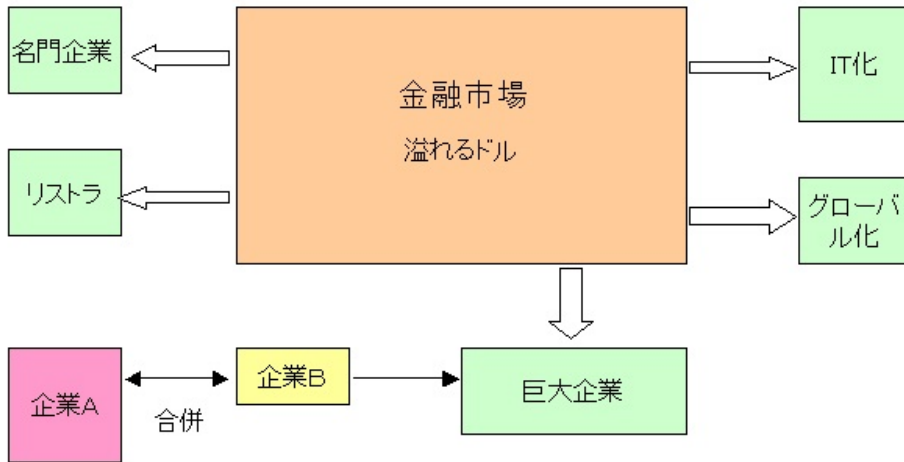 名門企業
金融市場
溢れるドル
IT化
リストラ
グローバ
ル化
企業A
合併
企業B
巨大企業